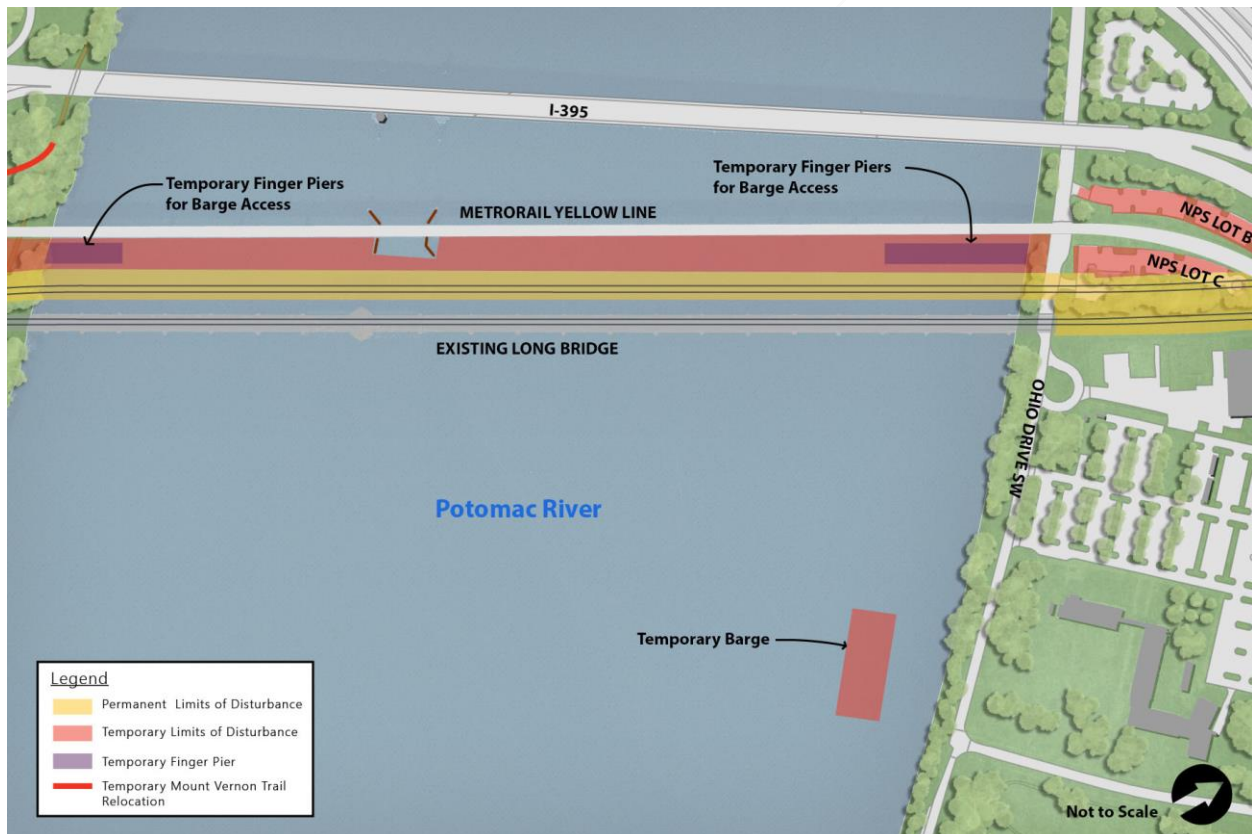 I-395
Temporary Finger Piers
for Barge Access
Temporary Finger Piers
for Barge Access
METRORAIL YELLOW LINE
NPS LOT B
NPS LOT C
EXISTING LONG BRIDGE
OHIO DRIVE SW
Potomac River
Temporary Barge
Legend
Permanent Limits of Disturbance
Temporary Limits of Disturbance
Temporary Finger Pier
Temporary Mount Vernon Trail
Relocation
Not to Scale